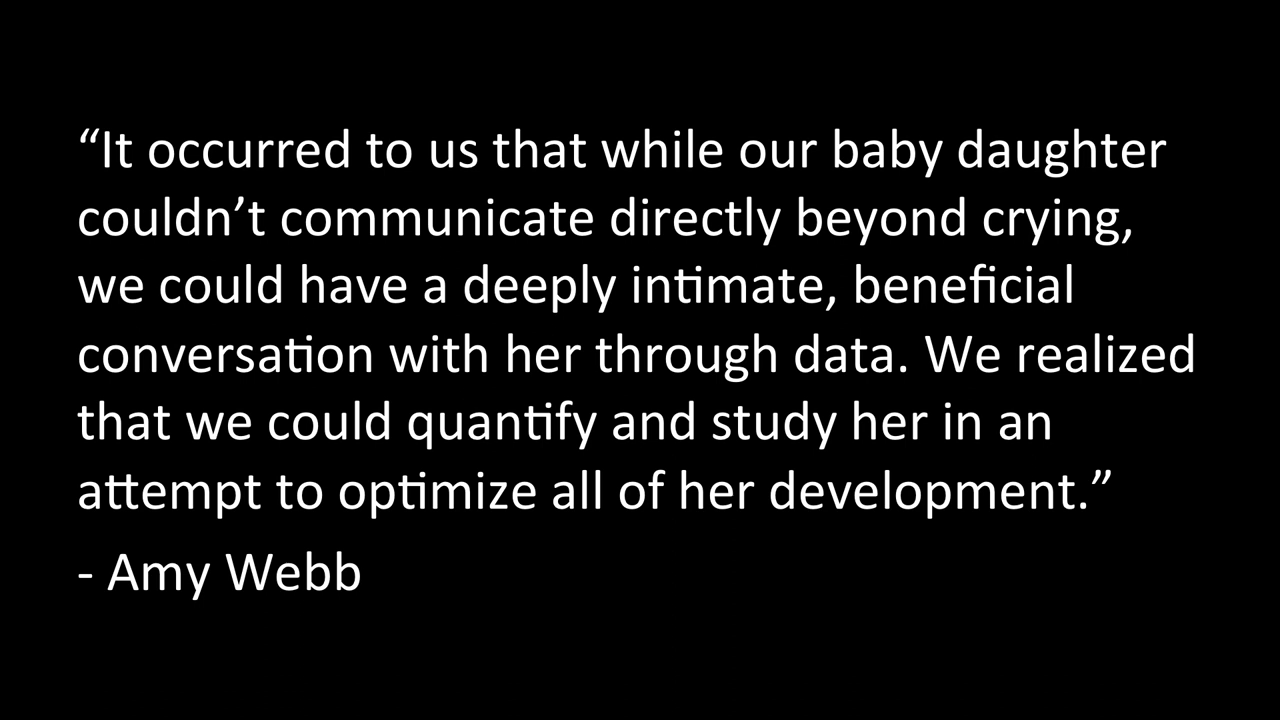 “It occurred to us that while our baby daughter
couldn’t communicate directly beyond crying,
we could have a deeply intimate, beneficial
conversation with her through data. We realized
that we could quantify and study her in an
attempt to optimize all of her development.”
- Amy Webb